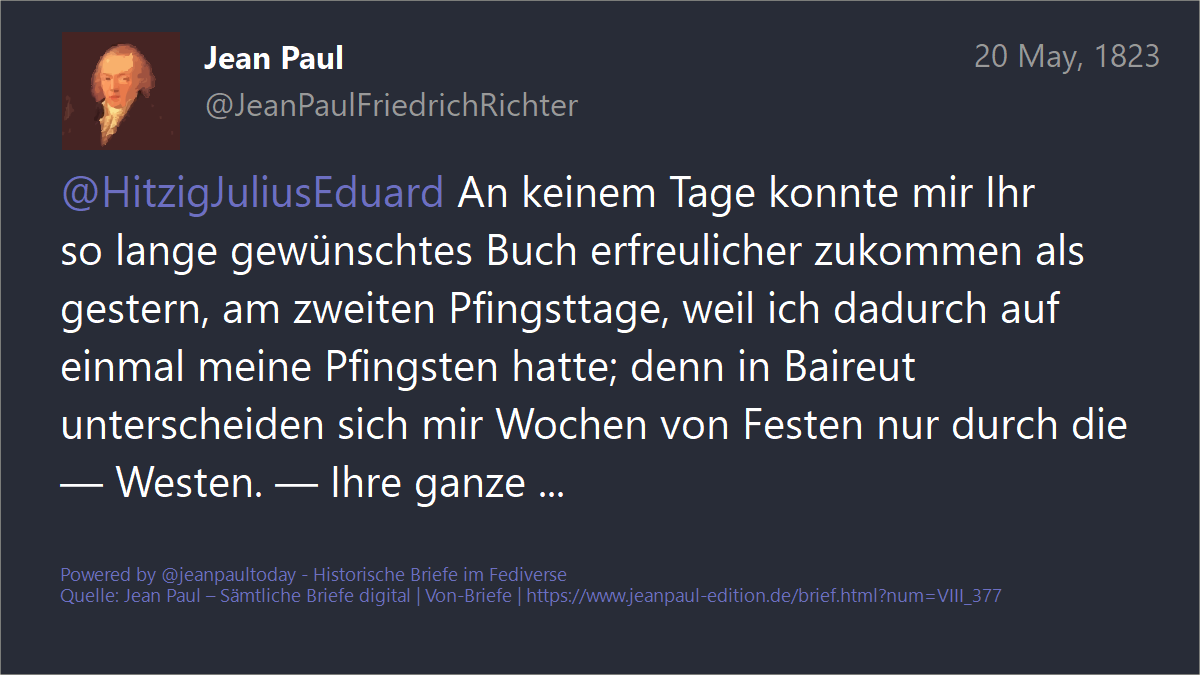 Jean Paul
20 May, 1823
@JeanPaulFriedrichRichter
@HitzigJuliusEduard An keinem Tage konnte mir Ihr
so lange gewünschtes Buch erfreulicher zukommen als
gestern, am zweiten Pfingsttage, weil ich dadurch auf
einmal meine Pfingsten hatte; denn in Baireut
unterscheiden sich mir Wochen von Festen nur durch die
— Westen. — Ihre ganze ...
Powered by @jeanpaultoday - Historische Briefe im Fediverse
Quelle: Jean Paul – Sämtliche Briefe digital | Von-Briefe | https://www.jeanpaul-edition.de/brief.html?num=VIII_377